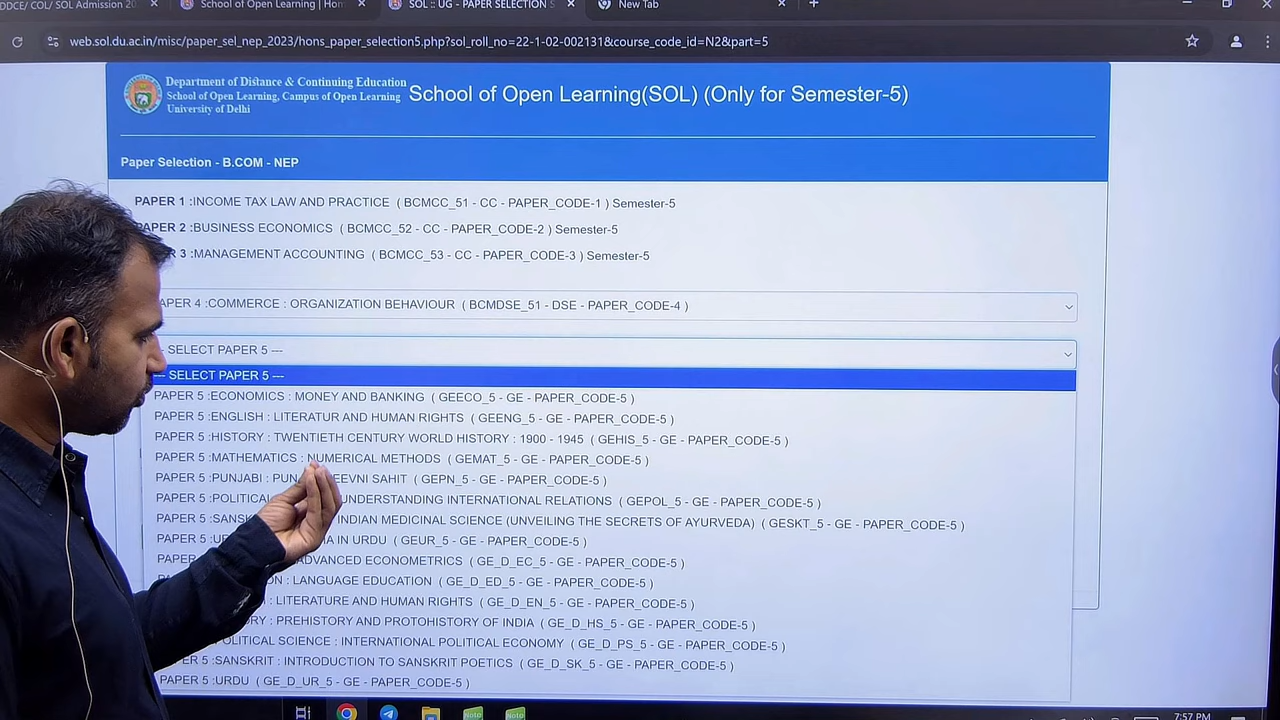 DDCE/ COL/ SOL Admission 20
School of Open Learning | Hom
SOL :: UG - PAPER SELECTION S
New Tab
web.sol.du.ac.in/misc/paper_sel_nep_2023/hons_paper_selection5.php?sol_roll_no=22-1-02-002131&course_code_id=N2&part=5
Department of Distance & Continuing Education
School of Open Learning, Campus of Open Learning
University of Delhi
School of Open Learning(SOL) (Only for Semester-5)
Paper Selection - B.COM - NEP
PAPER 1 :INCOME TAX LAW AND PRACTICE ( BCMCC_51 - CC - PAPER_CODE-1 ) Semester-5
PAPER 2 :BUSINESS ECONOMICS ( BCMCC_52 - CC - PAPER_CODE-2 ) Semester-5
ER 3 :MANAGEMENT ACCOUNTING ( BCMCC_53 - CC - PAPER_CODE-3 ) Semester-5
APER 4 :COMMERCE : ORGANIZATION BEHAVIOUR ( BCMDSE_51 - DSE - PAPER_CODE-4 )
SELECT PAPER 5 ---
--- SELECT PAPER 5 ---
PAPER 5 :ECONOMICS : MONEY AND BANKING ( GEECO_5 - GE - PAPER_CODE-5 )
PAPER 5 :ENGLISH : LITERATUR AND HUMAN RIGHTS ( GEENG_5 - GE - PAPER_CODE-5 )
PAPER 5 :HISTORY : TWENTIETH CENTURY WORLD HISTORY : 1900 - 1945 ( GEHIS_5 - GE - PAPER_CODE-5 )
PAPER 5 :MATHEMATICS : NUMERICAL METHODS ( GEMAT_5 - GE - PAPER_CODE-5 )
PAPER 5 :PUNJABI : PUN EEVNI SAHIT ( GEPN_5 - GE - PAPER_CODE-5 )
PAPER 5 :POLITICAL UNDERSTANDING INTERNATIONAL RELATIONS ( GEPOL_5 - GE - PAPER_CODE-5 )
PAPER 5 :SANSK INDIAN MEDICINAL SCIENCE (UNVEILING THE SECRETS OF AYURVEDA) ( GESKT_5 - GE - PAPER_CODE-5 )
PAPER 5 :U IA IN URDU ( GEUR_5 - GE - PAPER_CODE-5 )
PAPER ADVANCED ECONOMETRICS ( GE_D_EC_5 - GE - PAPER_CODE-5 )
ON : LANGUAGE EDUCATION ( GE_D_ED_5 - GE - PAPER_CODE-5 )
: LITERATURE AND HUMAN RIGHTS ( GE_D_EN_5 - GE - PAPER_CODE-5 )
ORY : PREHISTORY AND PROTOHISTORY OF INDIA ( GE_D_HS_5 - GE - PAPER_CODE-5 )
OLITICAL SCIENCE : INTERNATIONAL POLITICAL ECONOMY ( GE_D_PS_5 - GE - PAPER_CODE-5 )
PER 5 :SANSKRIT : INTRODUCTION TO SANSKRIT POETICS ( GE_D_SK_5 - GE - PAPER_CODE-5 )
PAPER 5 :URDU ( GE_D_UR_5 - GE - PAPER_CODE-5 )
7:57 PM